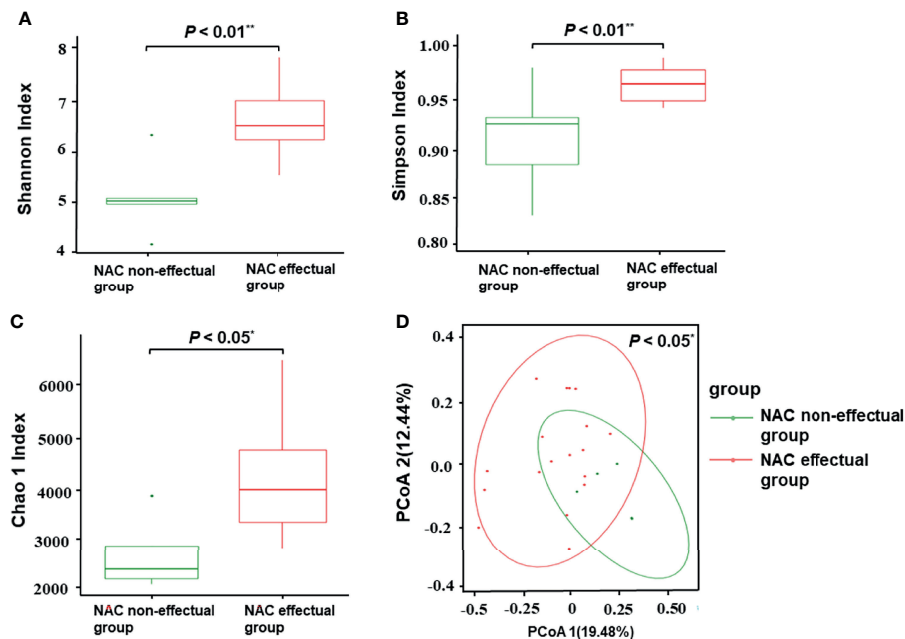 A
P < 0.01**
Shannon Index
8
7
6
5
4
NAC non-effectual
group
NAC effectual
group
B
P < 0.01**
Simpson Index
1.00
0.95
0.90
0.85
0.80
NAC non-effectual
group
NAC effectual
group
C
P < 0.05*
Chao 1 Index
6000
5000
4000
3000
2000
NAC non-effectual
group
NAC effectual
group
D
P < 0.05*
PCoA 2(12.44%)
0.4
0.2
0.0
-0.2
-0.4
-0.5
-0.25
0
0.25
0.50
PCoA 1(19.48%)
group
NAC non-effectual
group
NAC effectual
group